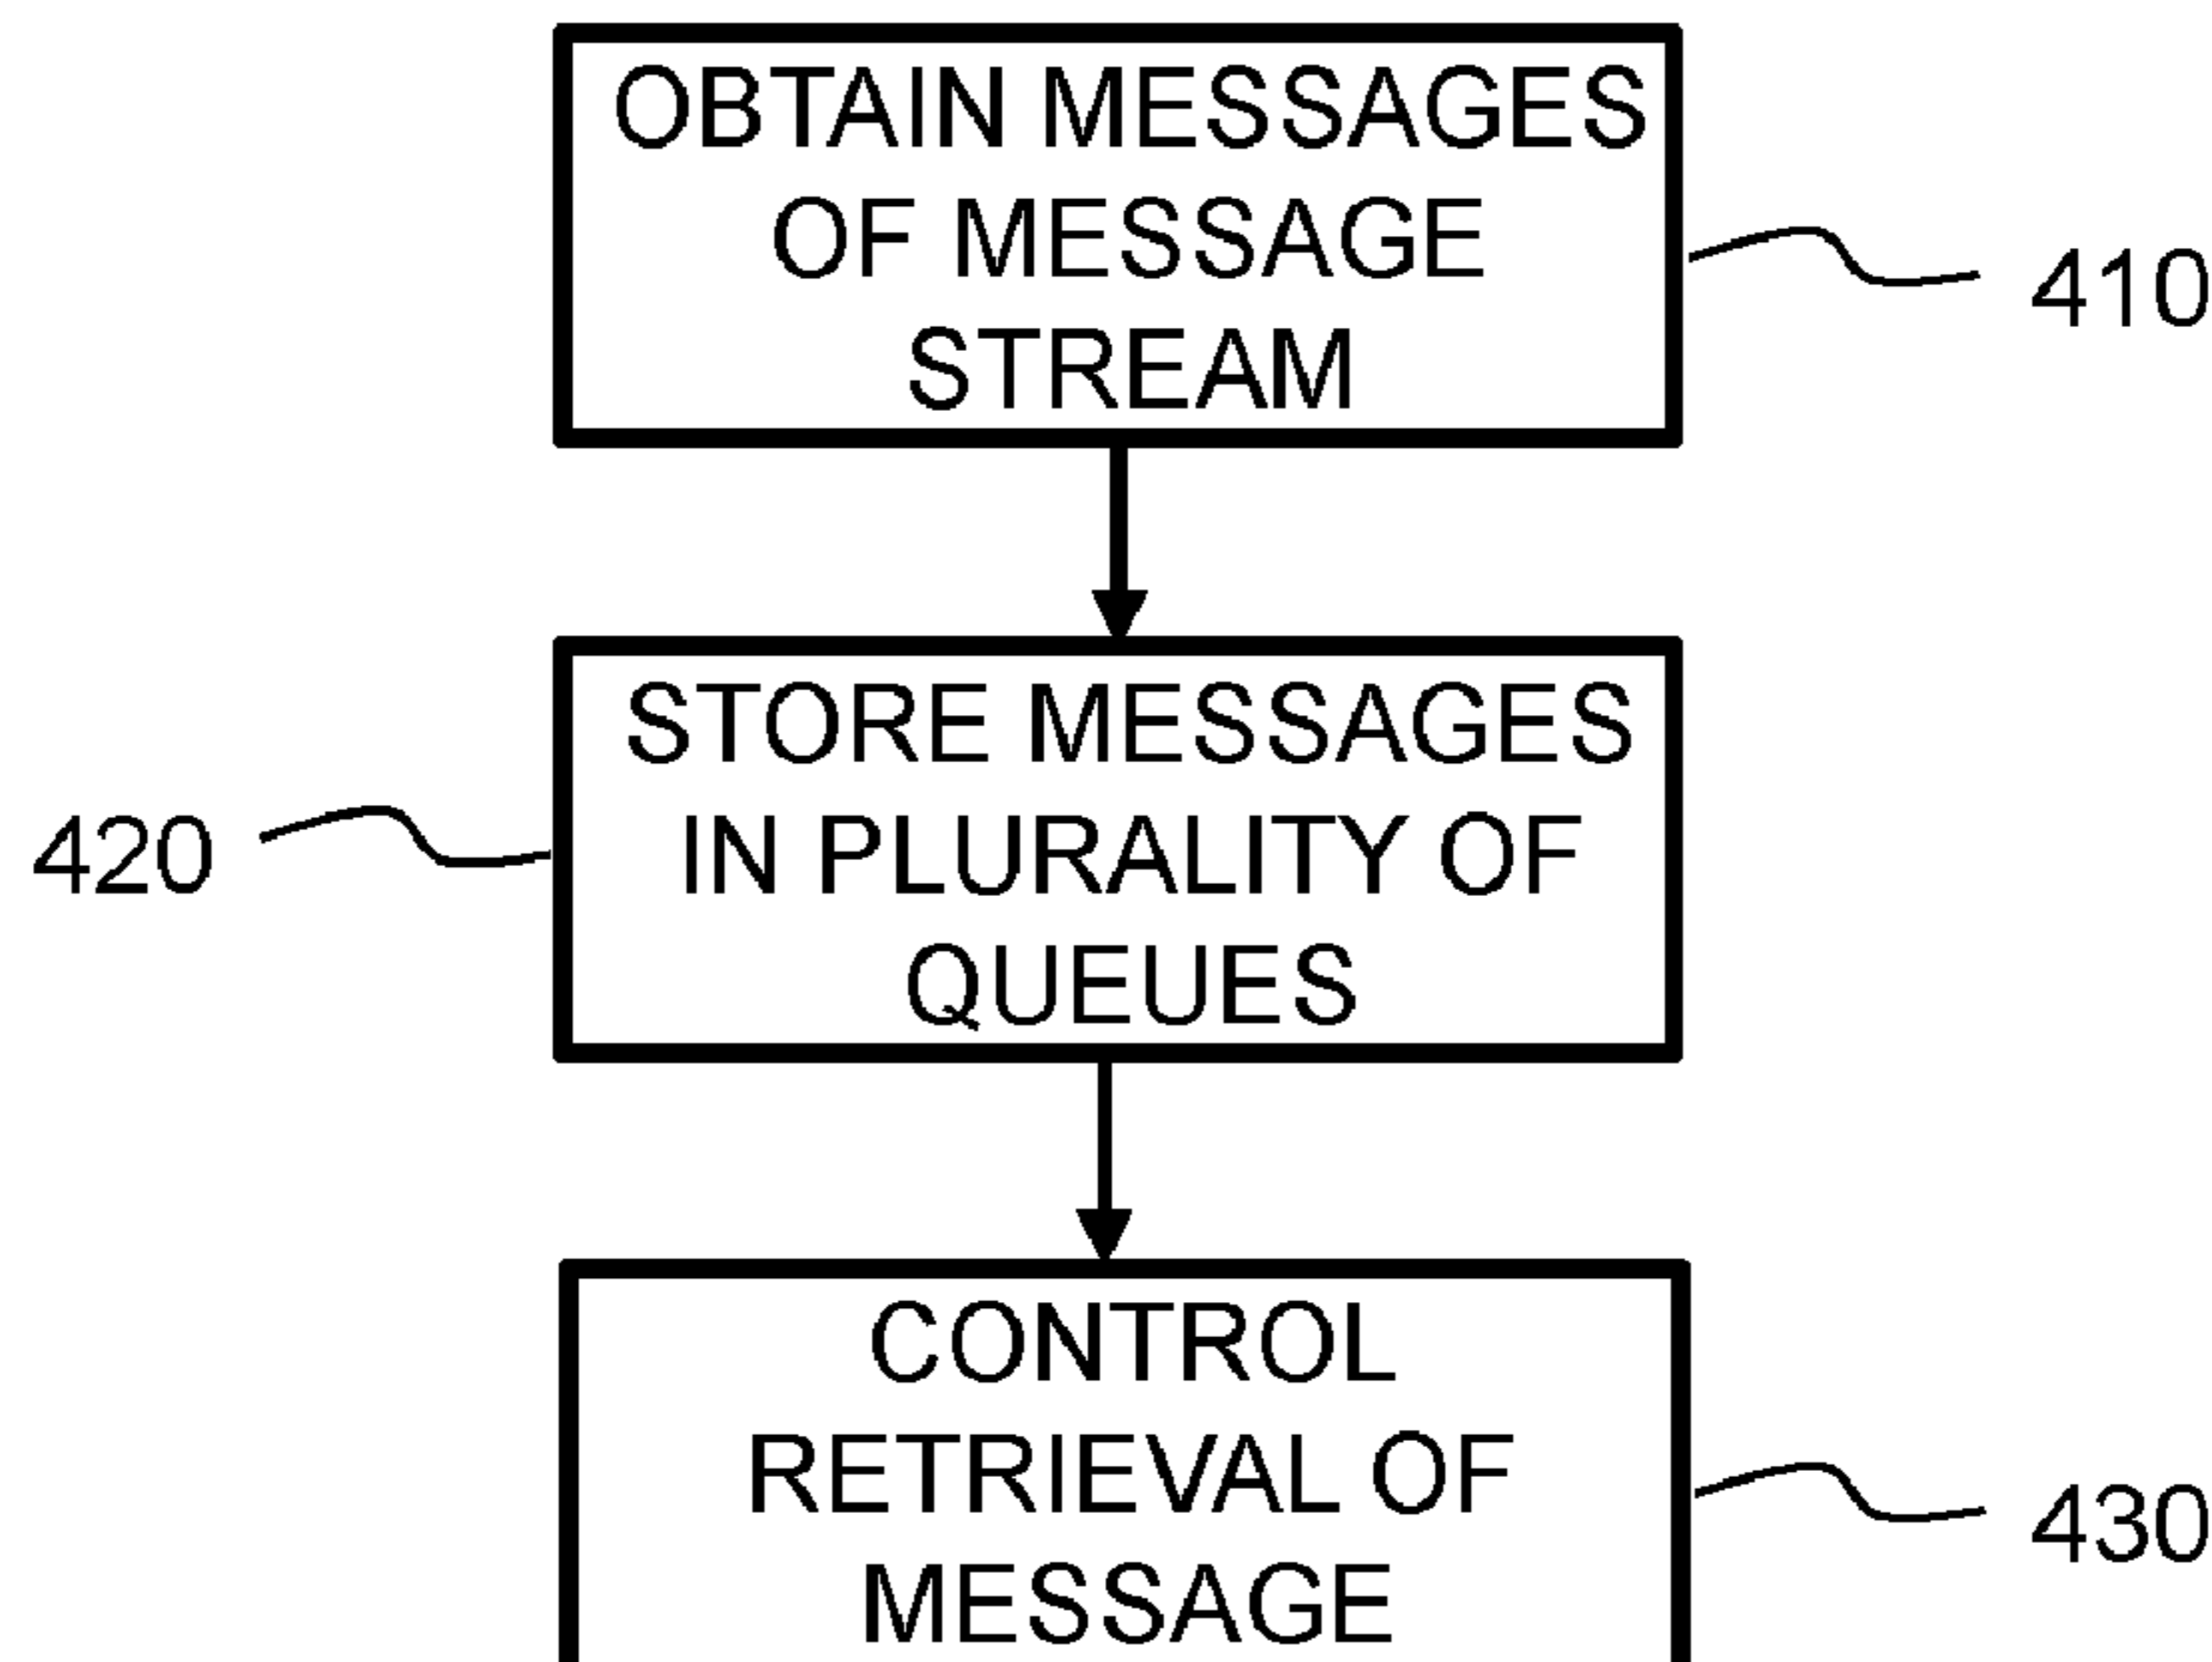 OBTAIN MESSAGES
OF MESSAGE
STREAM
410
STORE MESSAGES
IN PLURALITY OF
QUEUES
420
CONTROL
RETRIEVAL OF
MESSAGE
430